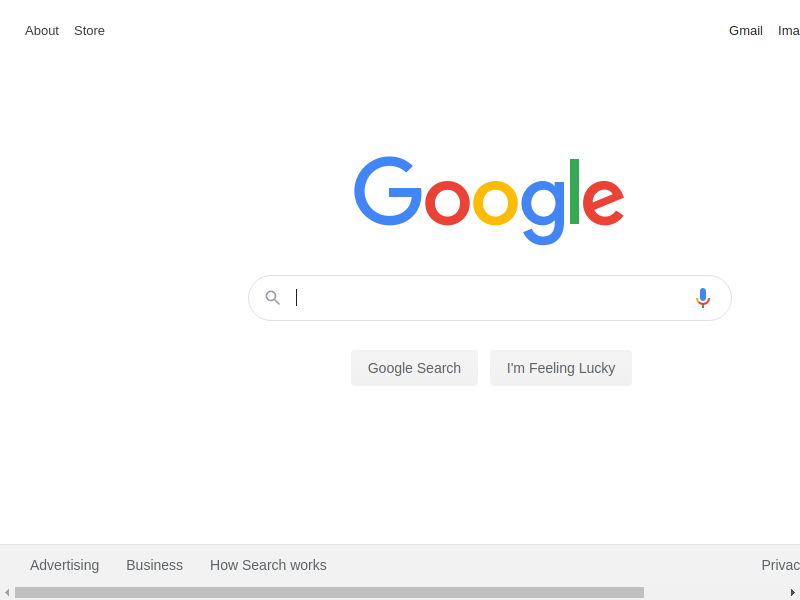 About Store Gmail Ima
Google
Google Search I'm Feeling Lucky
Advertising Business How Search works Privac